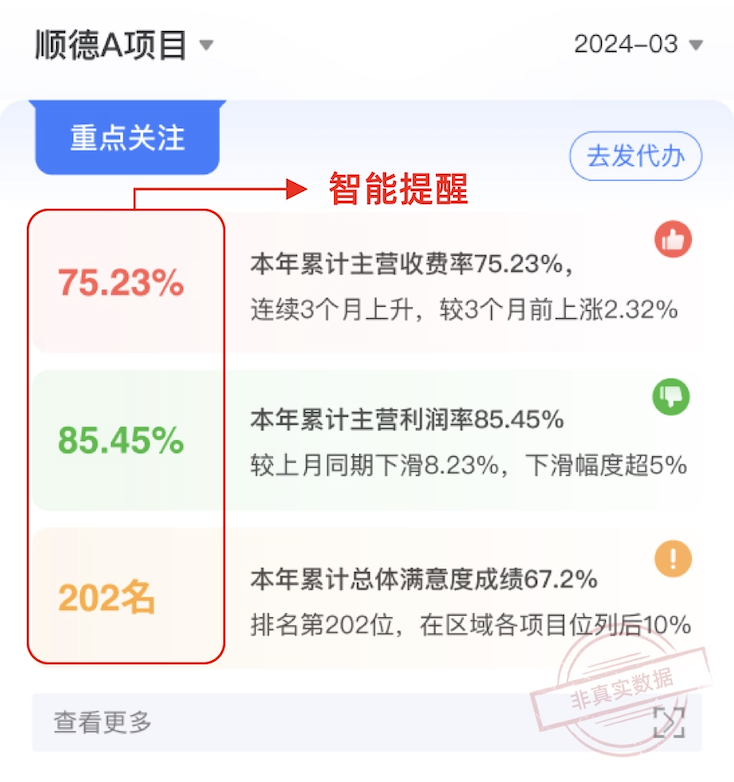 顺德A项目
2024-03
重点关注
去发代办
智能提醒
75.23%
本年累计主营收费率75.23%，
连续3个月上升，较3个月前上涨2.32%
85.45%
本年累计主营利润率85.45%
较上月同期下滑8.23%，下滑幅度超5%
202名
本年累计总体满意度成绩67.2%
排名第202位，在区域各项目位列后10%
非真实数据
查看更多